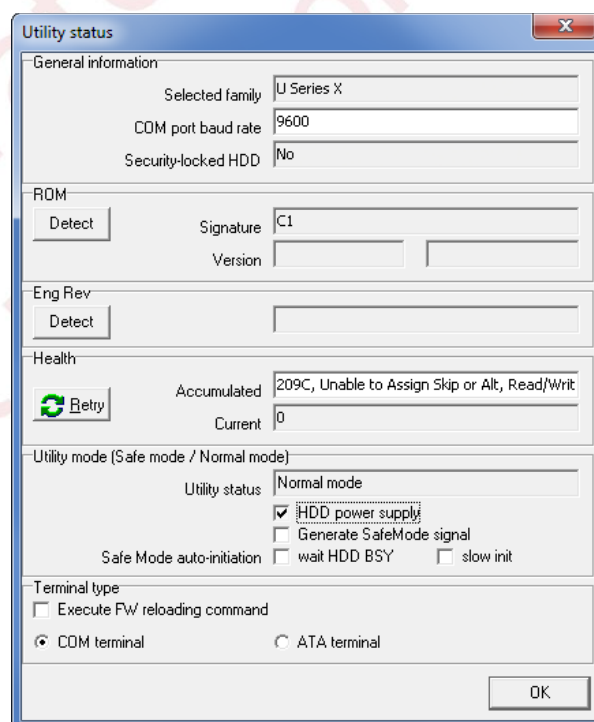 Utility status
General information
Selected family U Series X
COM port baud rate 9600
Security-locked HDD No
ROM
Detect Signature C1
Version
Eng Rev
Detect
Health
Accumulated 209C, Unable to Assign Skip or Alt, Read/Writ
Retry
Current 0
Utility mode (Safe mode / Normal mode)
Utility status Normal mode
HDD power supply
Generate SafeMode signal
Safe Mode auto-initiation wait HDD BSY slow init
Terminal type
Execute FW reloading command
COM terminal ATA terminal
OK